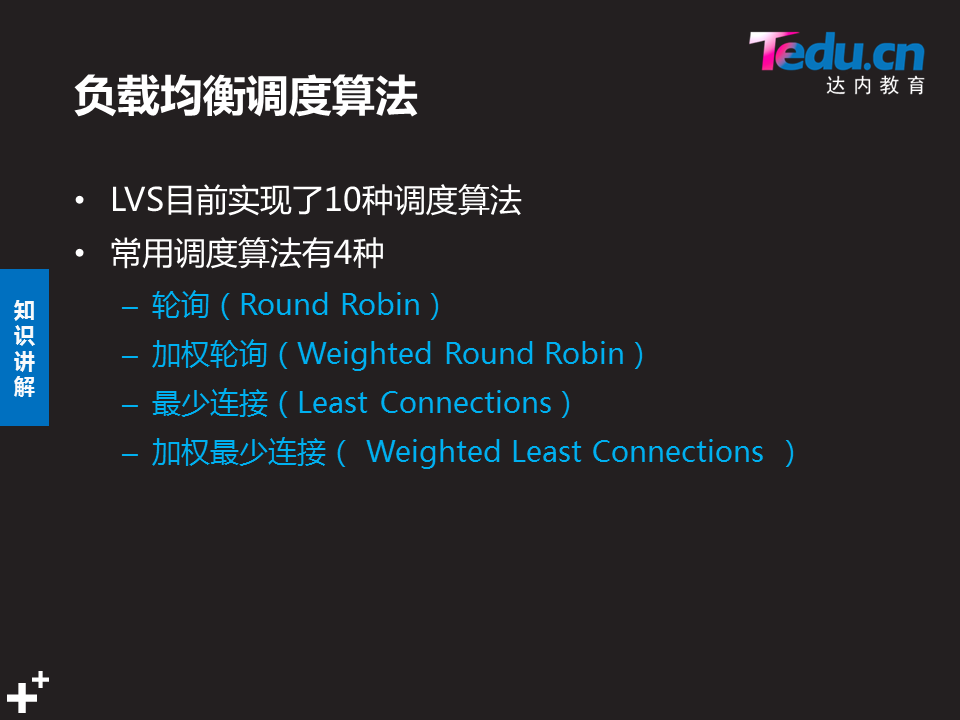 Tedu.cn
达内教育
负载均衡调度算法
• LVS目前实现了10种调度算法
• 常用调度算法有4种
– 轮询（Round Robin）
– 加权轮询（Weighted Round Robin）
– 最少连接（Least Connections）
– 加权最少连接（ Weighted Least Connections ）
知
识
讲
解